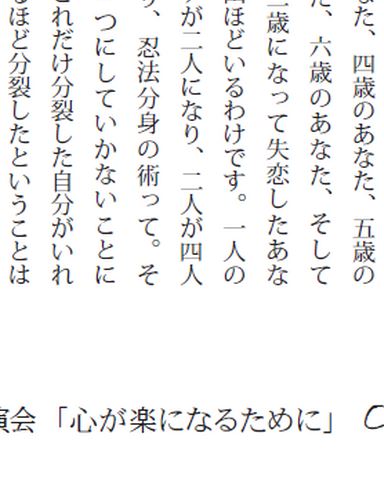 なた、四歳のあなた、五歳の
た、六歳のあなた、そして
歳になって失恋したあな
ほどいるわけです。一人の
が二人になり、二人が四人
り、忍法分身の術って。そ
つにしていかないことに
れだけ分裂した自分がいれ
るほど分裂したということは
演会「心が楽になるために」